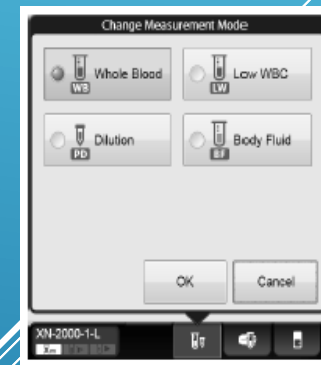 Change Measurement Mode
Whole Blood
WB
Low WBC
LW
Dilution
PD
Body Fluid
BF
OK
Cancel
XN-2000-1-L